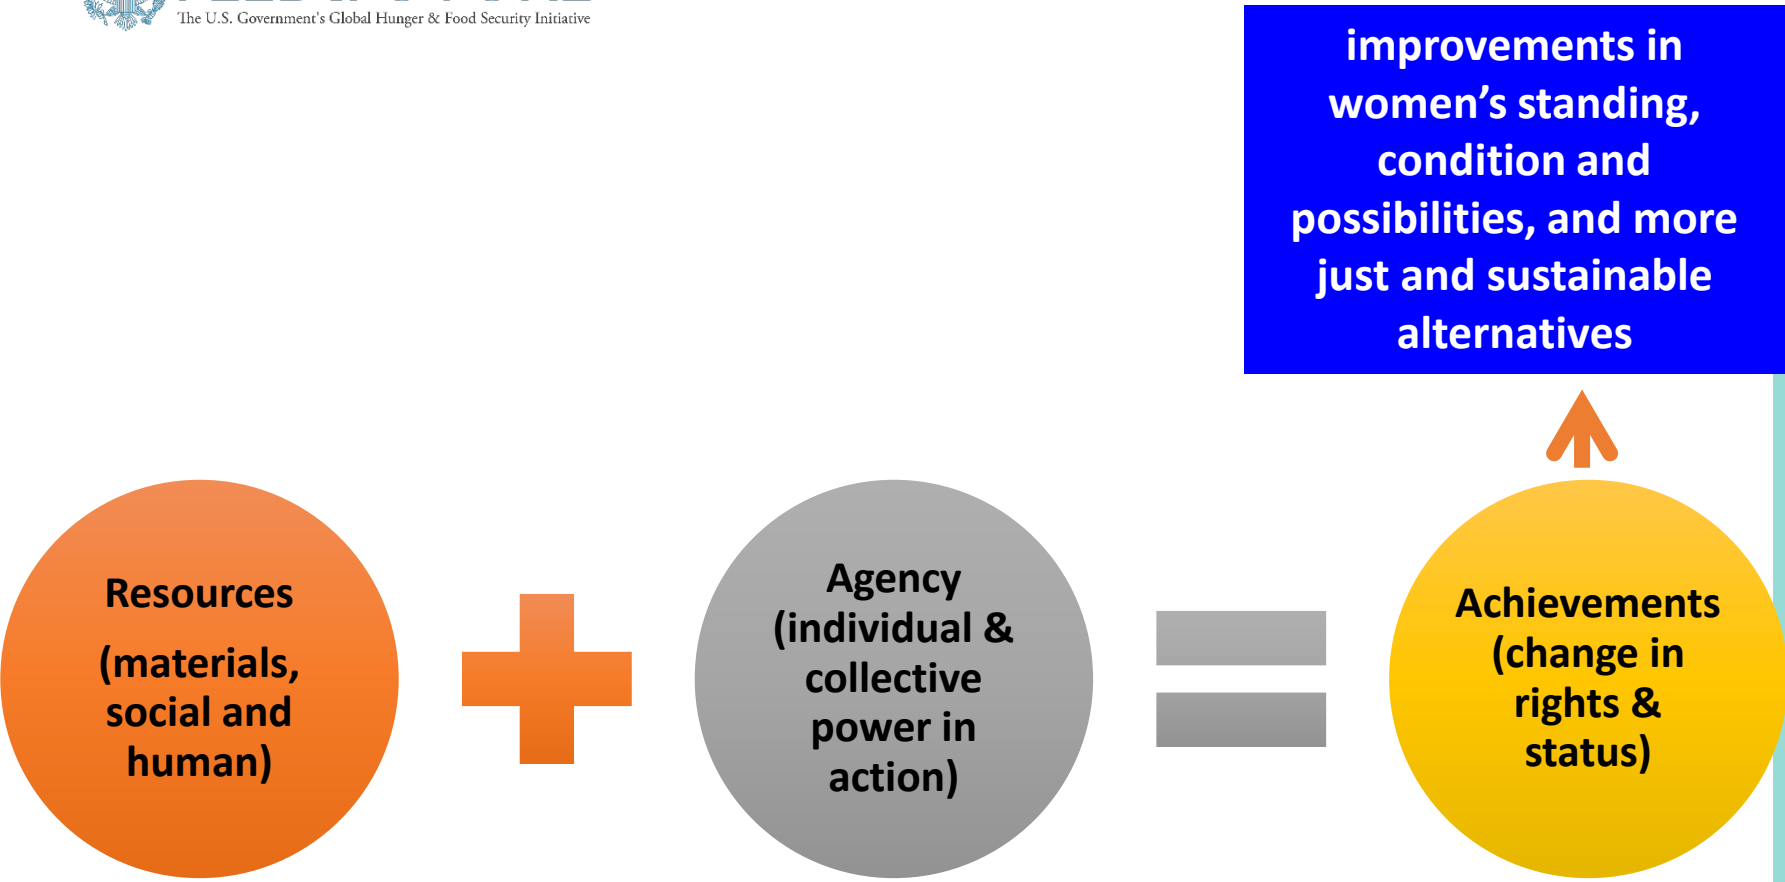 The U.S. Government's Global Hunger & Food Security Initiative
improvements in
women’s standing,
condition and
possibilities, and more
just and sustainable
alternatives
Resources
(materials,
social and
human)
Agency
(individual &
collective
power in
action)
Achievements
(change in
rights &
status)